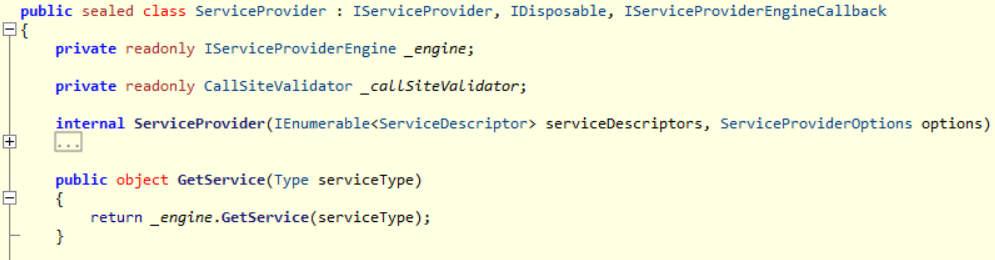 public sealed class ServiceProvider : IServiceProvider, IDisposable, IServiceProviderEngineCallback
{
private readonly IServiceProviderEngine _engine;
private readonly CallSiteValidator _callSiteValidator;
internal ServiceProvider(IEnumerable<ServiceDescriptor> serviceDescriptors, ServiceProviderOptions options)
...
public object GetService(Type serviceType)
{
return _engine.GetService(serviceType);
}